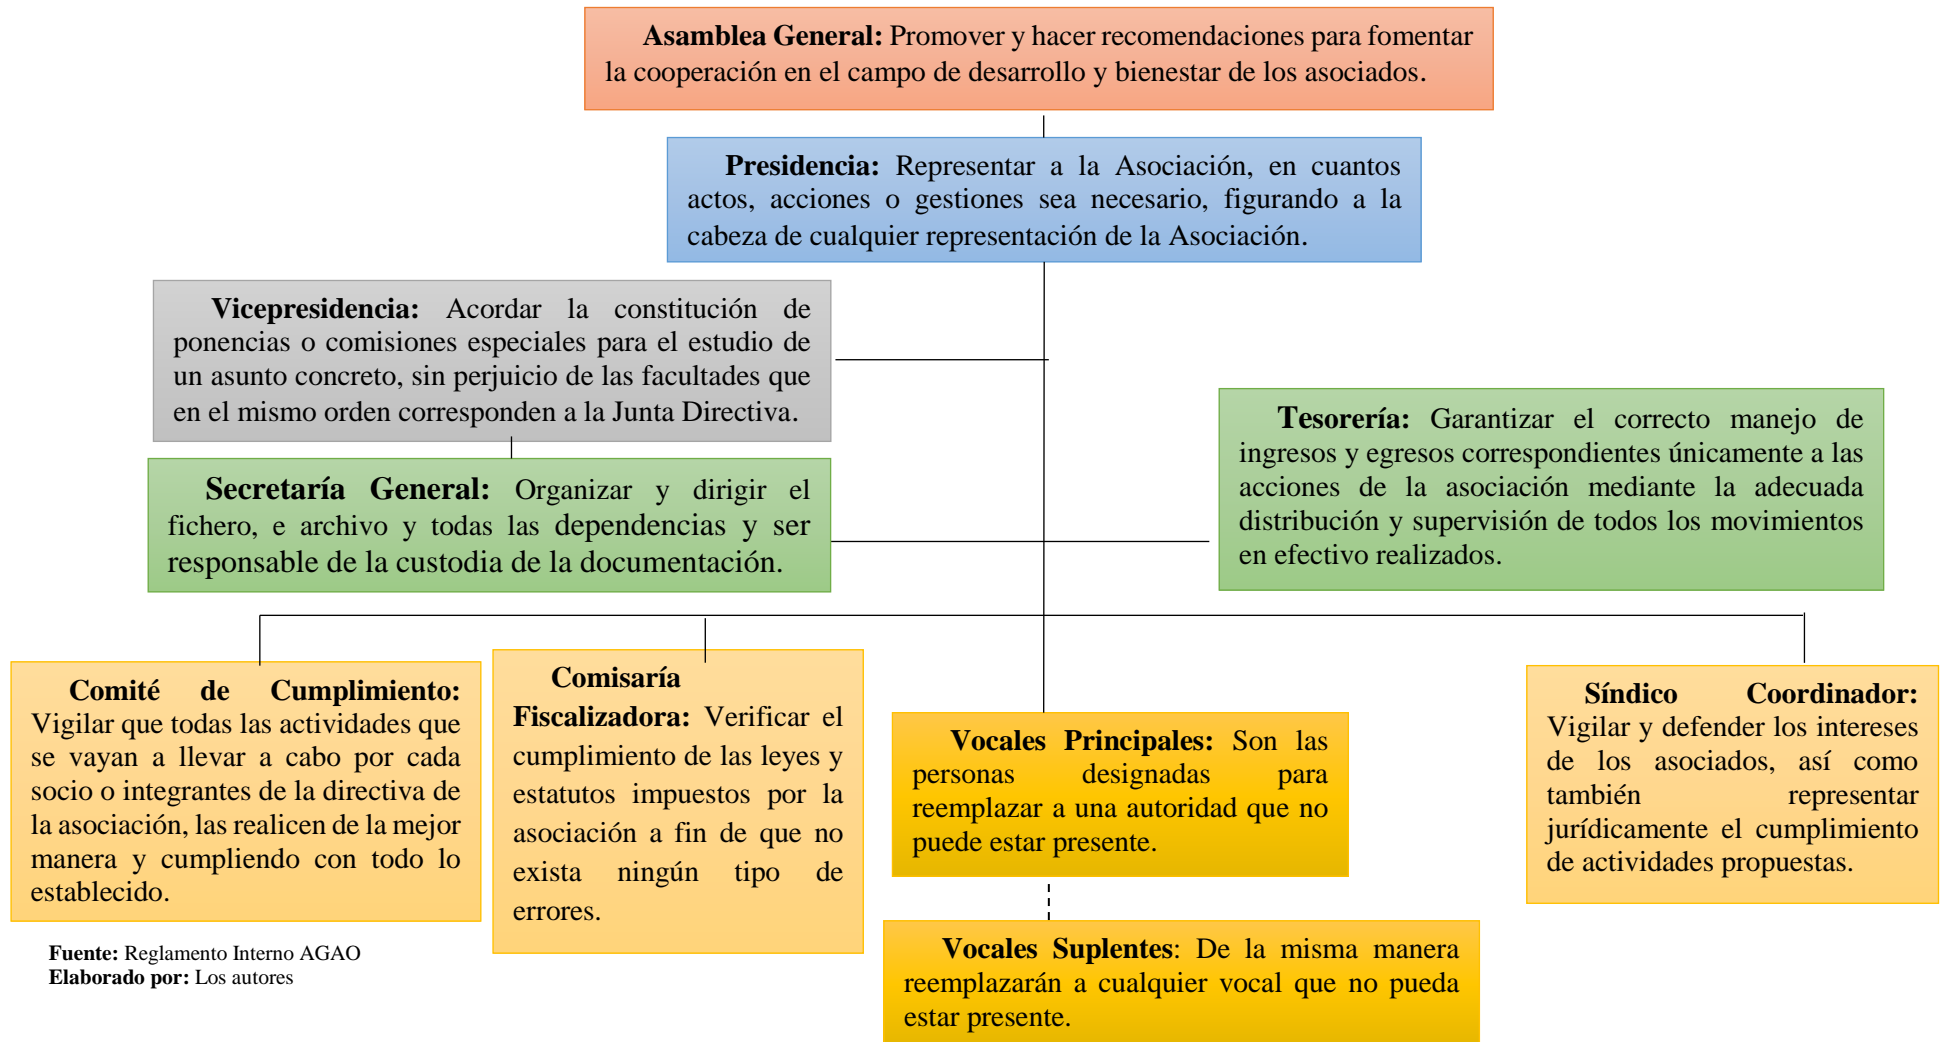 Asamblea General: Promover y hacer recomendaciones para fomentar
la cooperación en el campo de desarrollo y bienestar de los asociados.
Presidencia: Representar a la Asociación, en cuantos
actos, acciones o gestiones sea necesario, figurando a la
cabeza de cualquier representación de la Asociación.
Vicepresidencia: Acordar la constitución de
ponencias o comisiones especiales para el estudio de
un asunto concreto, sin perjuicio de las facultades que
en el mismo orden corresponden a la Junta Directiva.
Secretaría General: Organizar y dirigir el
fichero, e archivo y todas las dependencias y ser
responsable de la custodia de la documentación.
Tesorería: Garantizar el correcto manejo de
ingresos y egresos correspondientes únicamente a las
acciones de la asociación mediante la adecuada
distribución y supervisión de todos los movimientos
en efectivo realizados.
Comité de Cumplimiento:
Vigilar que todas las actividades que
se vayan a llevar a cabo por cada
socio o integrantes de la directiva de
la asociación, las realicen de la mejor
manera y cumpliendo con todo lo
establecido.
Comisaría
Fiscalizadora: Verificar el
cumplimiento de las leyes y
estatutos impuestos por la
asociación a fin de que no
exista ningún tipo de
errores.
Vocales Principales: Son las
personas designadas para
reemplazar a una autoridad que no
puede estar presente.
Síndico Coordinador:
Vigilar y defender los intereses
de los asociados, así como
también representar
jurídicamente el cumplimiento
de actividades propuestas.
Vocales Suplentes: De la misma manera
reemplazarán a cualquier vocal que no pueda
estar presente.
Fuente: Reglamento Interno AGAO
Elaborado por: Los autores